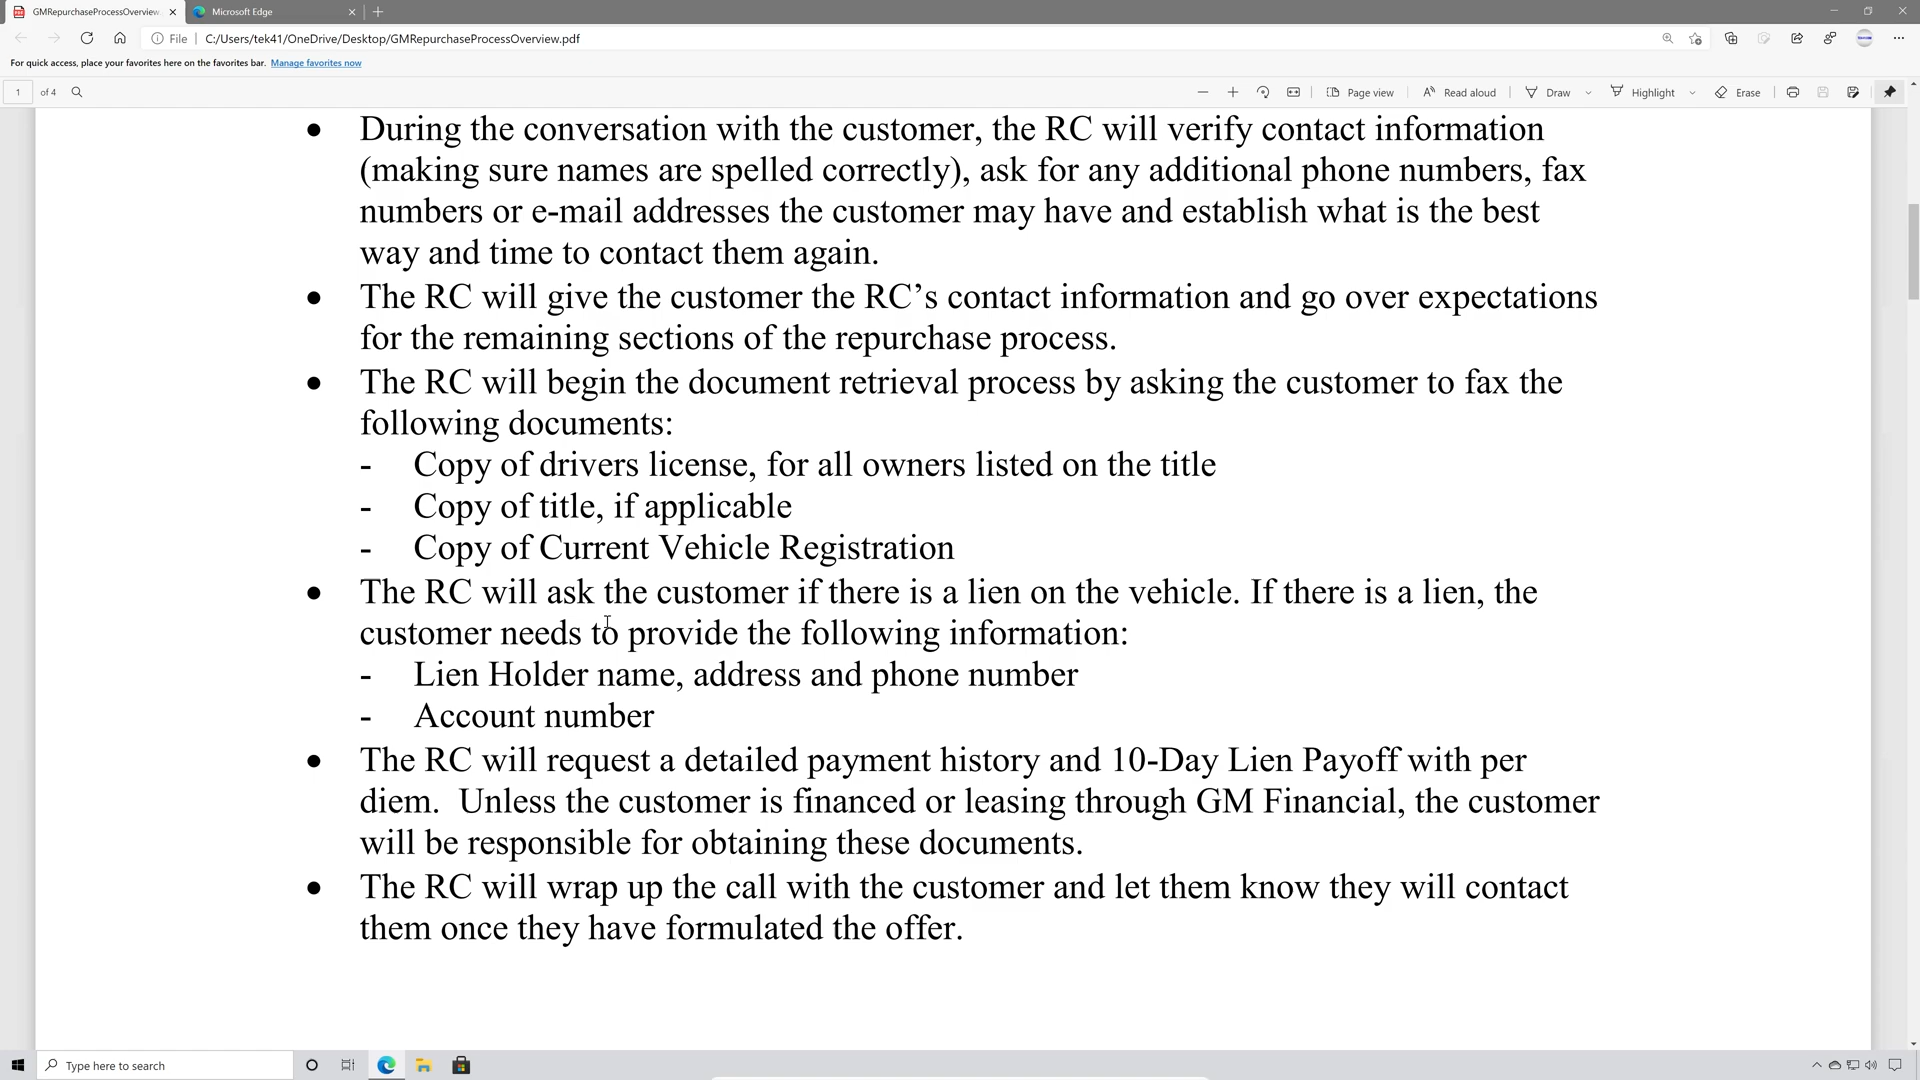 GMRepurchaseProcessOverview.
Microsoft Edge
File
C:/Users/tek41/OneDrive/Desktop/GMRepurchaseProcessOverview.pdf
For quick access, place your favorites here on the favorites bar. Manage favorites now
1 of 4
Page view
Read aloud
Draw
Highlight
Erase
• During the conversation with the customer, the RC will verify contact information
(making sure names are spelled correctly), ask for any additional phone numbers, fax
numbers or e-mail addresses the customer may have and establish what is the best
way and time to contact them again.
• The RC will give the customer the RC’s contact information and go over expectations
for the remaining sections of the repurchase process.
• The RC will begin the document retrieval process by asking the customer to fax the
following documents:
- Copy of drivers license, for all owners listed on the title
- Copy of title, if applicable
- Copy of Current Vehicle Registration
• The RC will ask the customer if there is a lien on the vehicle. If there is a lien, the
customer needs to provide the following information:
- Lien Holder name, address and phone number
- Account number
• The RC will request a detailed payment history and 10-Day Lien Payoff with per
diem.  Unless the customer is financed or leasing through GM Financial, the customer
will be responsible for obtaining these documents.
• The RC will wrap up the call with the customer and let them know they will contact
them once they have formulated the offer.
Type here to search